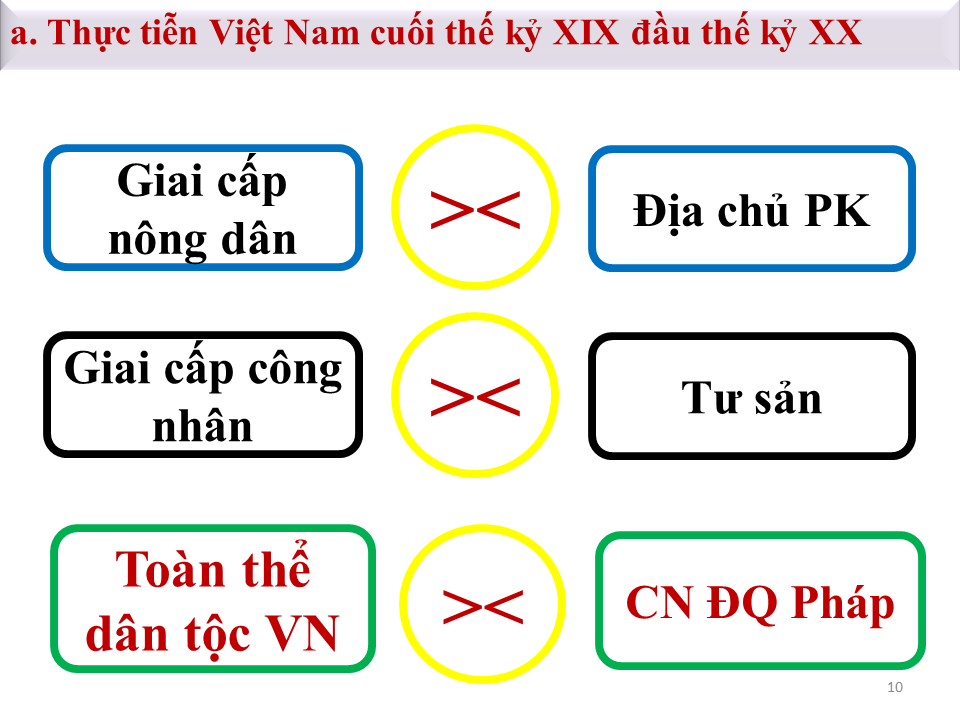 a. Thực tiễn Việt Nam cuối thế kỷ XIX đầu thế kỷ XX
Giai cấp
nông dân
><
Địa chủ PK
Giai cấp công
nhân
><
Tư sản
Toàn thể
dân tộc VN
><
CN ĐQ Pháp
10